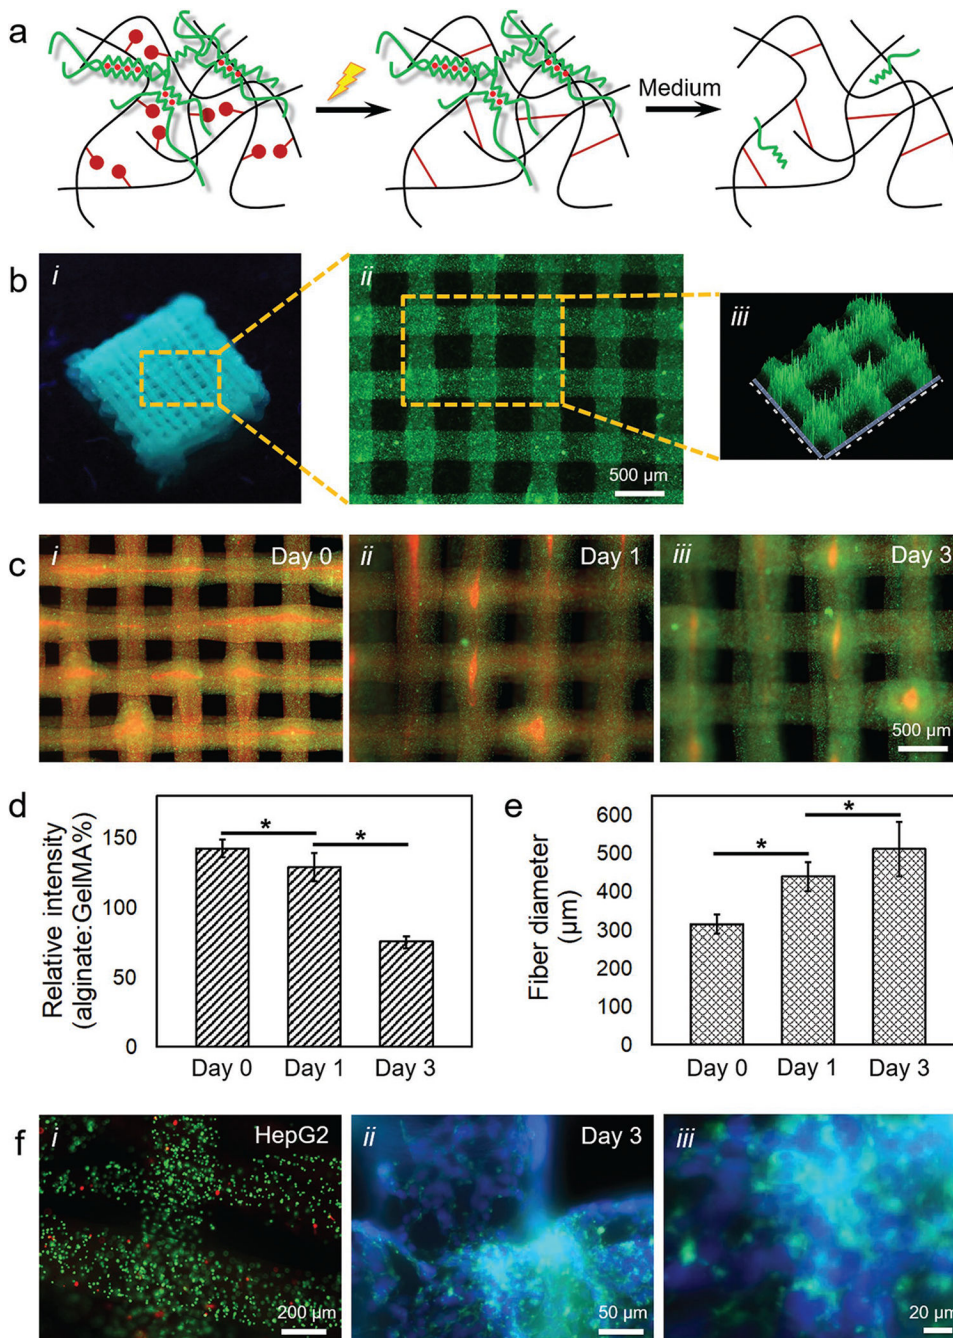 a
Medium
b
i
ii
iii
500 µm
c
i
Day 0
ii
Day 1
iii
Day 3
500 µm
d
Relative intensity
(alginate:GelMA%)
150
100
50
0
*
*
Day 0
Day 1
Day 3
e
Fiber diameter
(µm)
600
500
400
300
200
100
0
*
*
Day 0
Day 1
Day 3
f
i
HepG2
200 µm
ii
Day 3
50 µm
iii
20 µm